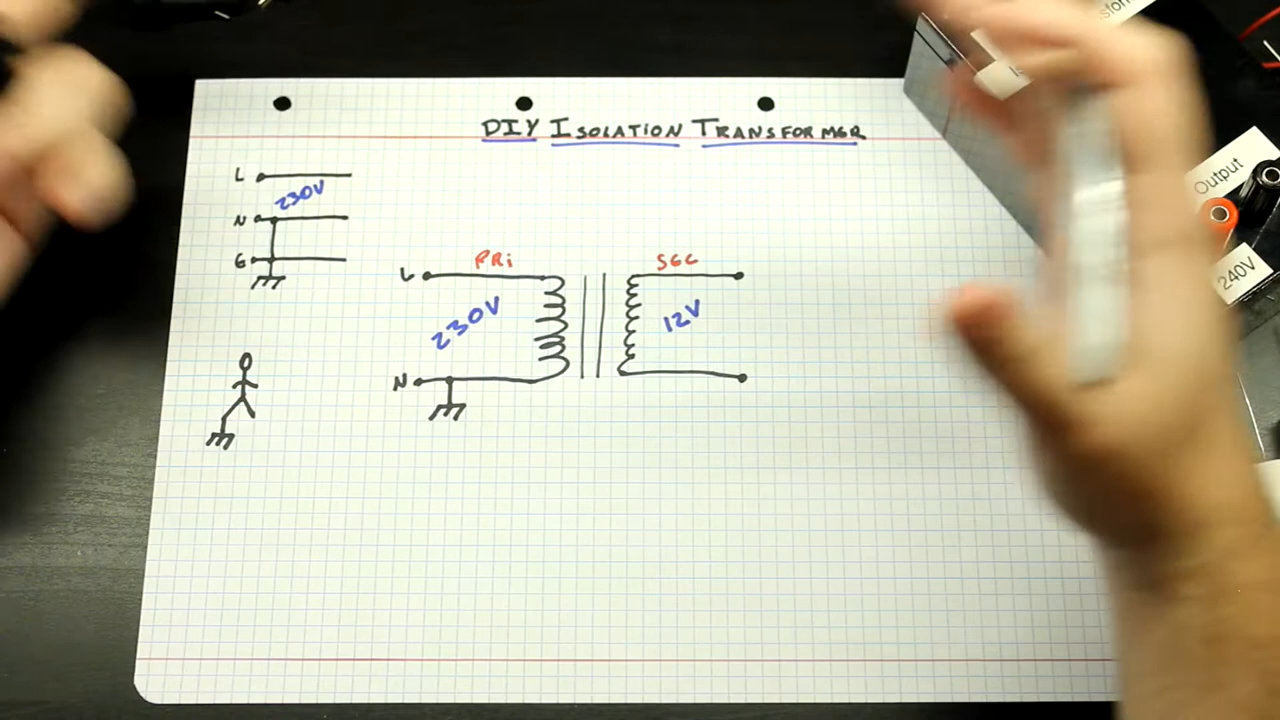 DIY ISOLATION TRANSFORMER
L
230V
N
G
L
PRi
SEC
230V
12V
N
Output
240V